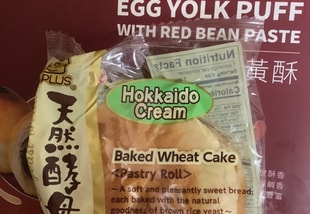 EGG YOLK PUFF
WITH RED BEAN PASTE
黃酥
PLUS
天然酵母
Nutrition Facts
Hokkaido
Cream
Baked Wheat Cake
<Pastry Roll>
~ A soft and pleasantly sweet bread,
each baked with the natural
goodness of brown rice yeast ~